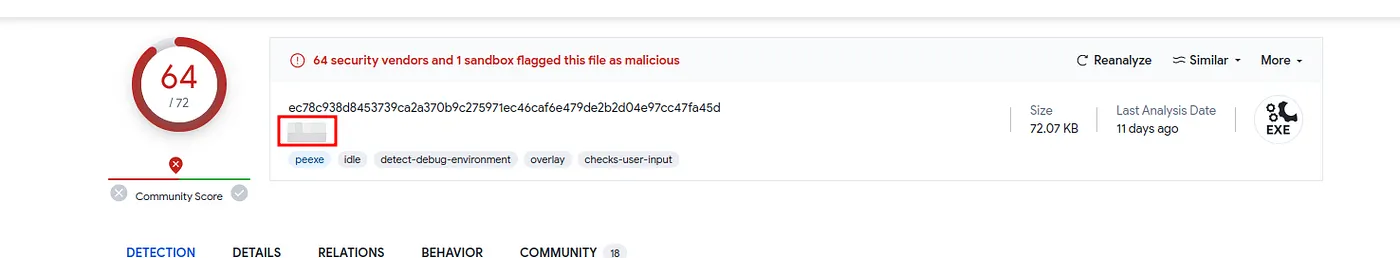 64 security vendors and 1 sandbox flagged this file as malicious
Reanalyze
Similar
More
64
/ 72
ec78c938d8453739ca2a370b9c275971ec46caf6e479de2b2d04e97cc47fa45d
Size
72.07 KB
Last Analysis Date
11 days ago
EXE
peexe
idle
detect-debug-environment
overlay
checks-user-input
Community Score
DETECTION
DETAILS
RELATIONS
BEHAVIOR
COMMUNITY
18